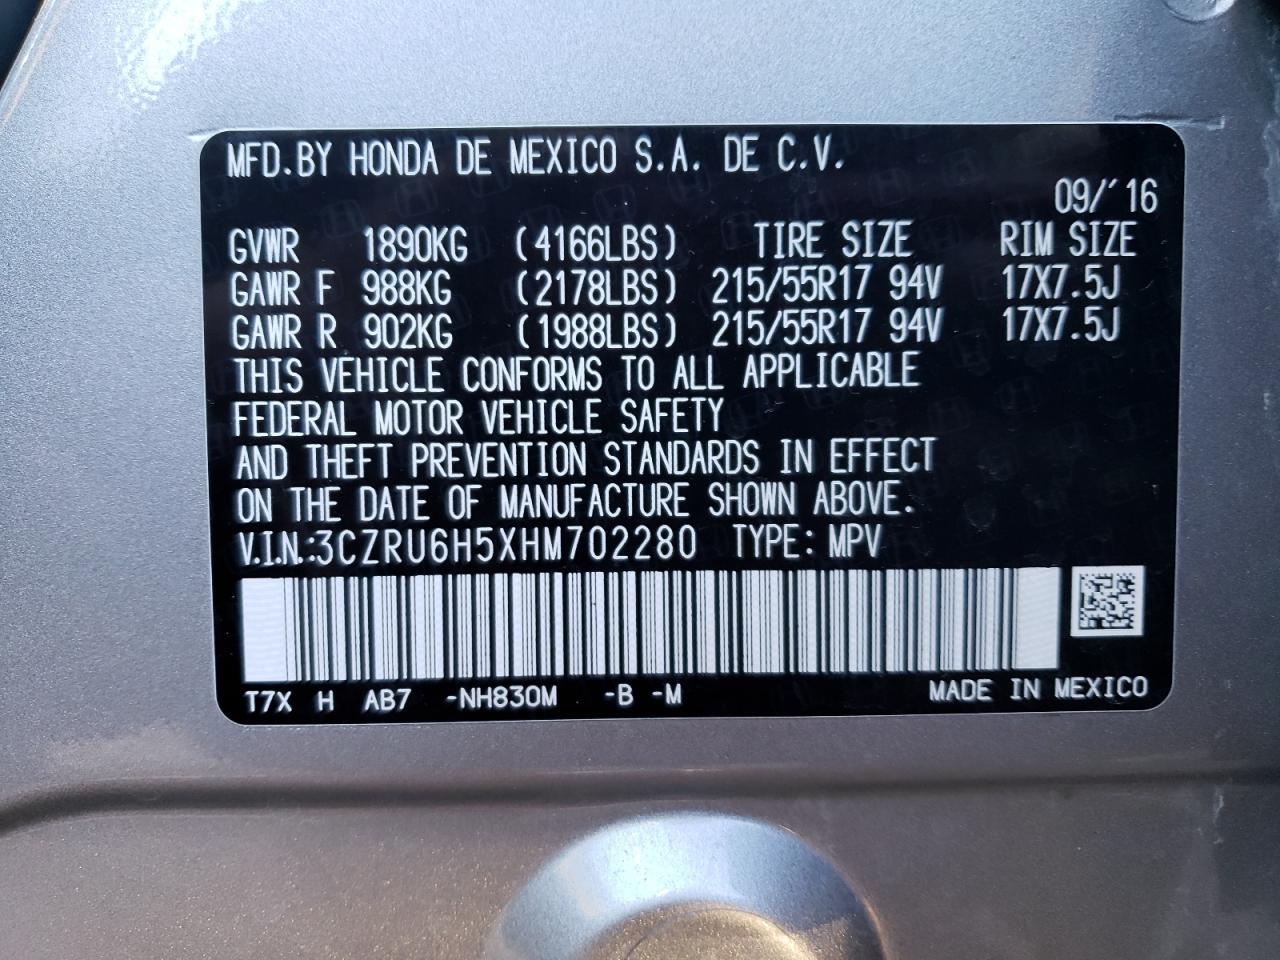 MFD.BY HONDA DE MEXICO S.A. DE C.V.
09/'16
GVWR 1890KG (4166LBS) TIRE SIZE RIM SIZE
GAWR F 988KG (2178LBS) 215/55R17 94V 17X7.5J
GAWR R 902KG (1988LBS) 215/55R17 94V 17X7.5J
THIS VEHICLE CONFORMS TO ALL APPLICABLE
FEDERAL MOTOR VEHICLE SAFETY
AND THEFT PREVENTION STANDARDS IN EFFECT
ON THE DATE OF MANUFACTURE SHOWN ABOVE.
V.I.N.:3CZRU6H5XHM702280 TYPE: MPV
T7X H AB7 -NH830M -B -M MADE IN MEXICO